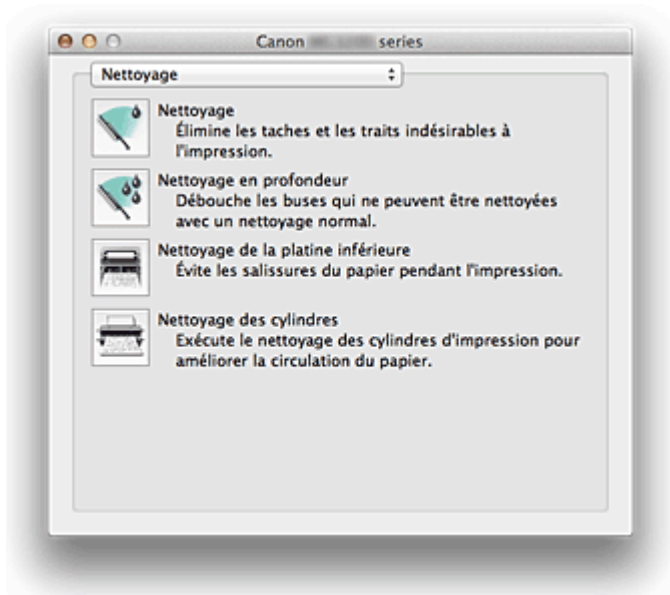 Canon series
Nettoyage
Nettoyage
Élimine les taches et les traits indésirables à
l'impression.
Nettoyage en profondeur
Débouche les buses qui ne peuvent être nettoyées
avec un nettoyage normal.
Nettoyage de la platine inférieure
Évite les salissures du papier pendant l'impression.
Nettoyage des cylindres
Exécute le nettoyage des cylindres d'impression pour
améliorer la circulation du papier.